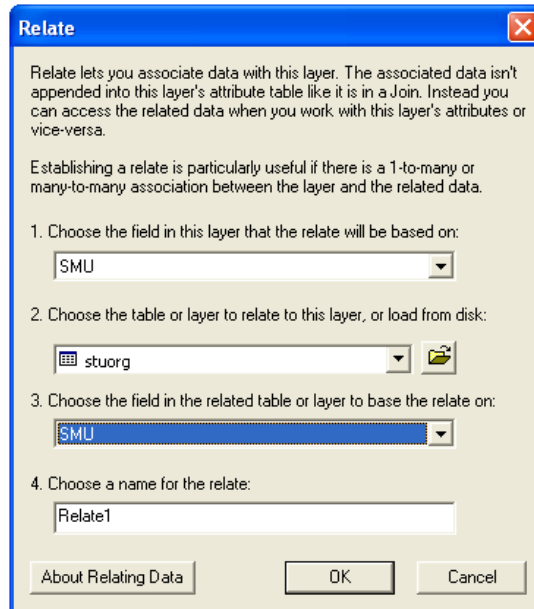 Relate
Relate lets you associate data with this layer. The associated data isn't
appended into this layer's attribute table like it is in a Join. Instead you
can access the related data when you work with this layer's attributes or
vice-versa.
Establishing a relate is particularly useful if there is a 1-to-many or
many-to-many association between the layer and the related data.
1. Choose the field in this layer that the relate will be based on:
SMU
2. Choose the table or layer to relate to this layer, or load from disk:
stuorg
3. Choose the field in the related table or layer to base the relate on:
SMU
4. Choose a name for the relate:
Relate1
About Relating Data OK Cancel